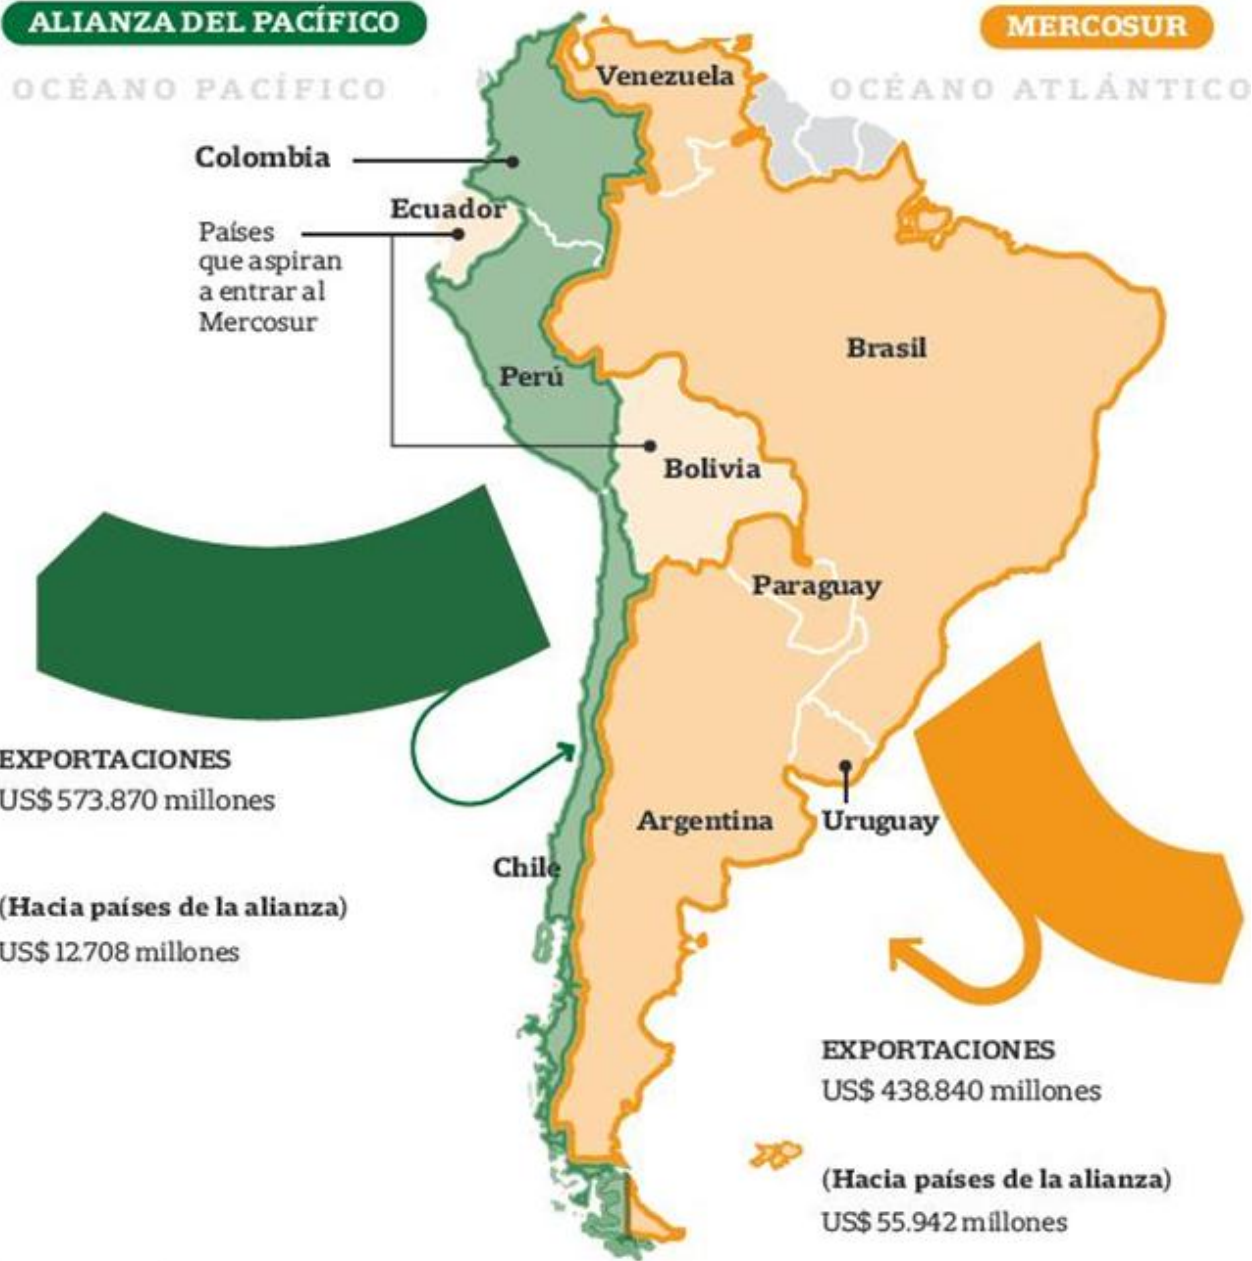 ALIANZA DEL PACÍFICO
MERCOSUR
OCÉANO PACÍFICO
OCÉANO ATLÁNTICO
Venezuela
Colombia
Ecuador
Países
que aspiran
a entrar al
Mercosur
Brasil
Perú
Bolivia
Paraguay
Argentina
Uruguay
Chile
EXPORTACIONES
US$ 573.870 millones
(Hacia países de la alianza)
US$ 12.708 millones
EXPORTACIONES
US$ 438.840 millones
(Hacia países de la alianza)
US$ 55.942 millones